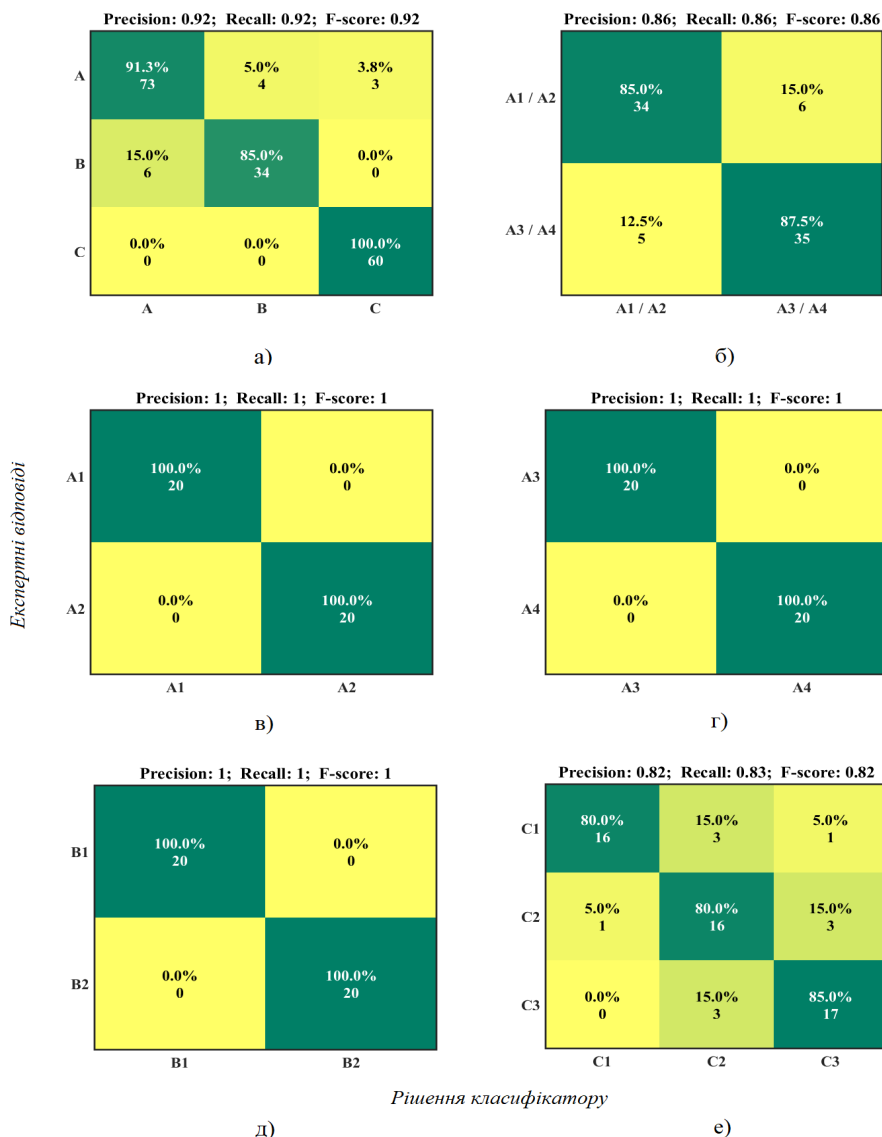 Precision: 0.92; Recall: 0.92; F-score: 0.92
A
91.3%
73
5.0%
4
3.8%
3
B
15.0%
6
85.0%
34
0.0%
0
C
0.0%
0
0.0%
0
100.0%
60
A B C
а)
Precision: 0.86; Recall: 0.86; F-score: 0.86
A1 / A2
85.0%
34
15.0%
6
A3 / A4
12.5%
5
87.5%
35
A1 / A2 A3 / A4
б)
Експертні відповіді
Precision: 1; Recall: 1; F-score: 1
A1
100.0%
20
0.0%
0
A2
0.0%
0
100.0%
20
A1 A2
в)
Precision: 1; Recall: 1; F-score: 1
A3
100.0%
20
0.0%
0
A4
0.0%
0
100.0%
20
A3 A4
г)
Precision: 1; Recall: 1; F-score: 1
B1
100.0%
20
0.0%
0
B2
0.0%
0
100.0%
20
B1 B2
д)
Precision: 0.82; Recall: 0.83; F-score: 0.82
C1
80.0%
16
15.0%
3
5.0%
1
C2
5.0%
1
80.0%
16
15.0%
3
C3
0.0%
0
15.0%
3
85.0%
17
C1 C2 C3
е)
Рішення класифікатору